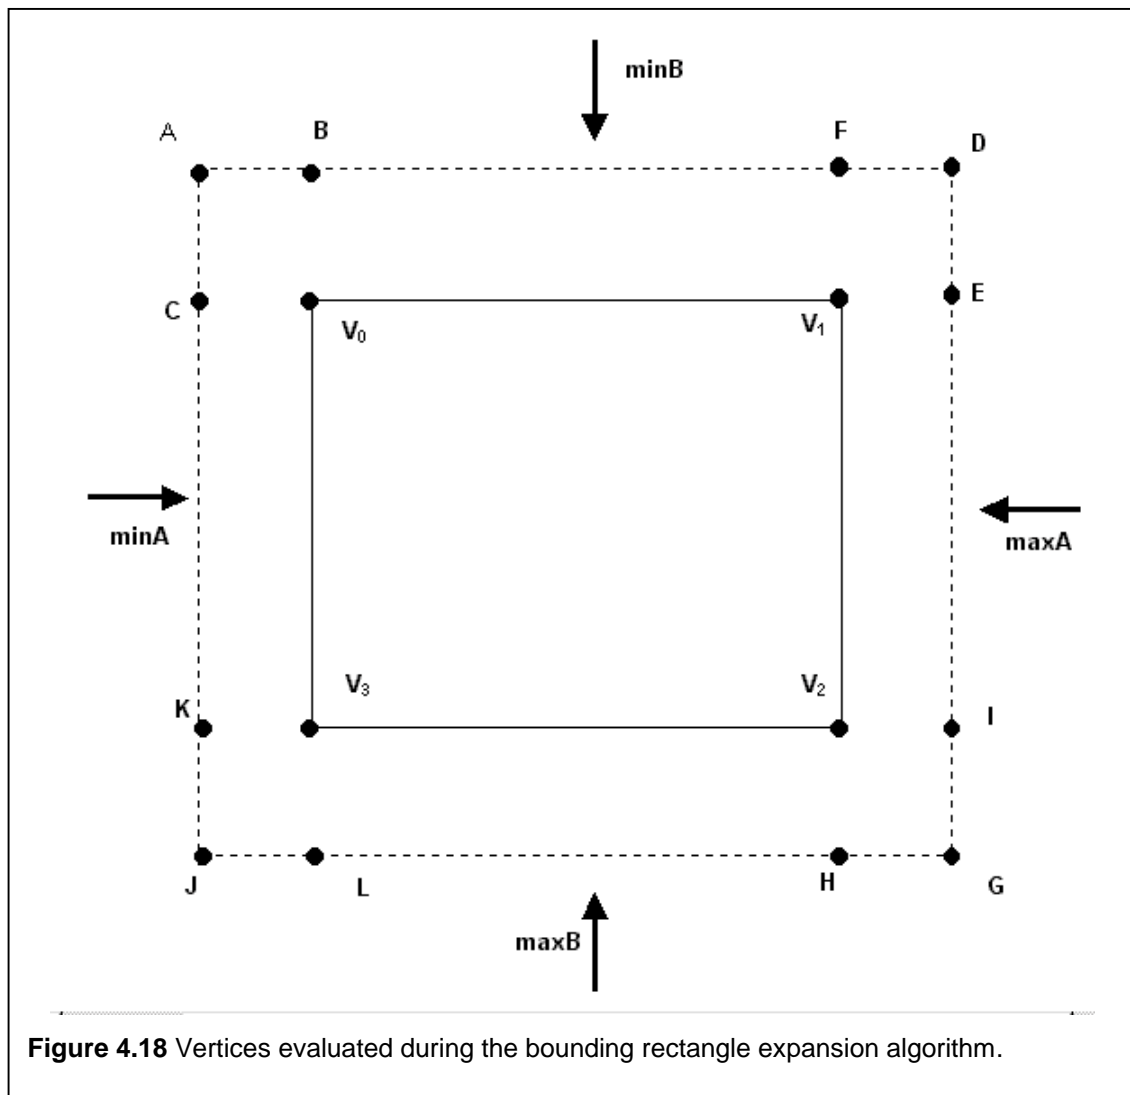 minB
A
B
F
D
C
E
V₀
V₁
minA
maxA
V₃
V₂
K
I
J
L
H
G
maxB
Figure 4.18 Vertices evaluated during the bounding rectangle expansion algorithm.